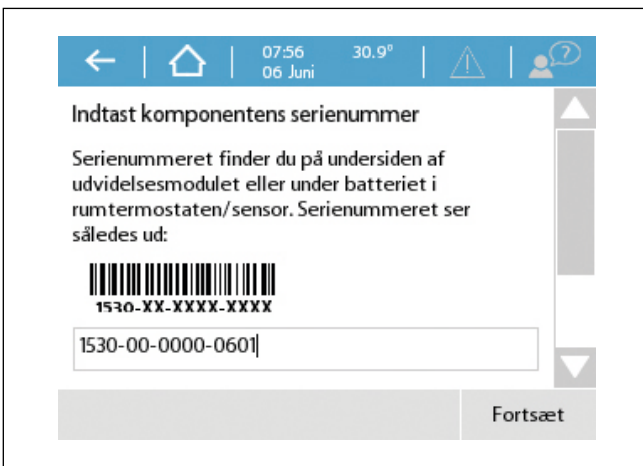 07:56 30.9°
06 Juni
?
Indtast komponentens serienummer
Serienummeret finder du på undersiden af
udvidelsesmodulet eller under batteriet i
rumtermostaten/sensor. Serienummeret ser
således ud:
1530-XX-XXXX-XXXX
1530-00-0000-0601
Fortsæt